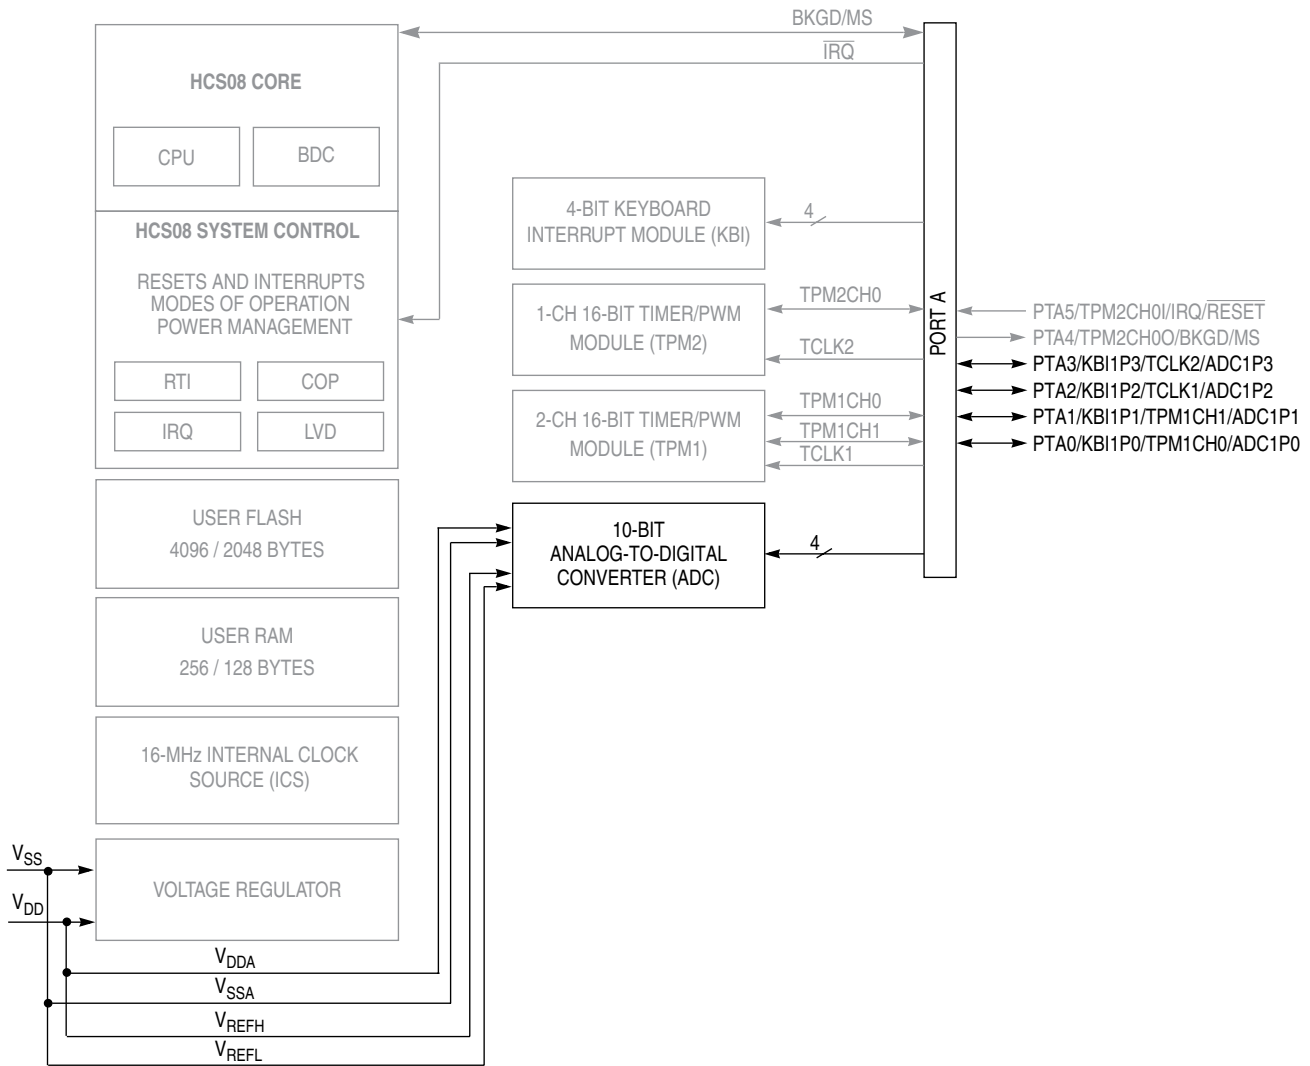 BKGD/MS
IRQ
HCS08 CORE
CPU
BDC
HCS08 SYSTEM CONTROL
RESETS AND INTERRUPTS
MODES OF OPERATION
POWER MANAGEMENT
RTI
COP
IRQ
LVD
USER FLASH
4096 / 2048 BYTES
USER RAM
256 / 128 BYTES
16-MHz INTERNAL CLOCK
SOURCE (ICS)
VOLTAGE REGULATOR
VSS
VDD
VDDA
VSSA
VREFH
VREFL
4-BIT KEYBOARD
INTERRUPT MODULE (KBI)
4
1-CH 16-BIT TIMER/PWM
MODULE (TPM2)
TPM2CH0
TCLK2
2-CH 16-BIT TIMER/PWM
MODULE (TPM1)
TPM1CH0
TPM1CH1
TCLK1
10-BIT
ANALOG-TO-DIGITAL
CONVERTER (ADC)
4
PORT A
PTA5/TPM2CH0I/IRQ/RESET
PTA4/TPM2CH0O/BKGD/MS
PTA3/KBI1P3/TCLK2/ADC1P3
PTA2/KBI1P2/TCLK1/ADC1P2
PTA1/KBI1P1/TPM1CH1/ADC1P1
PTA0/KBI1P0/TPM1CH0/ADC1P0